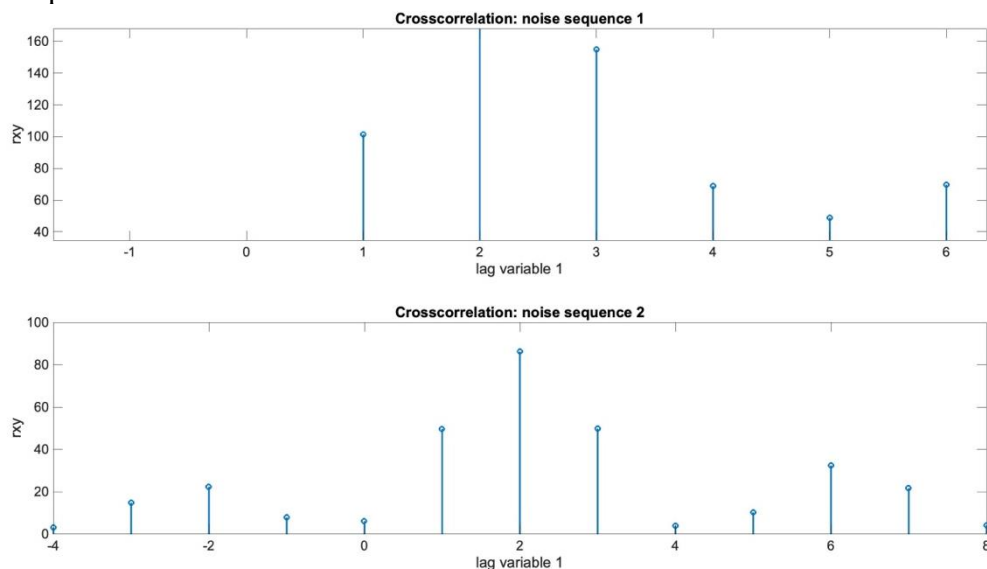 Crosscorrelation: noise sequence 1
160
140
120
100
80
60
40
rxy
-1 0 1 2 3 4 5 6
lag variable 1
Crosscorrelation: noise sequence 2
100
80
60
40
20
0
rxy
-4 -2 0 2 4 6 8
lag variable 1